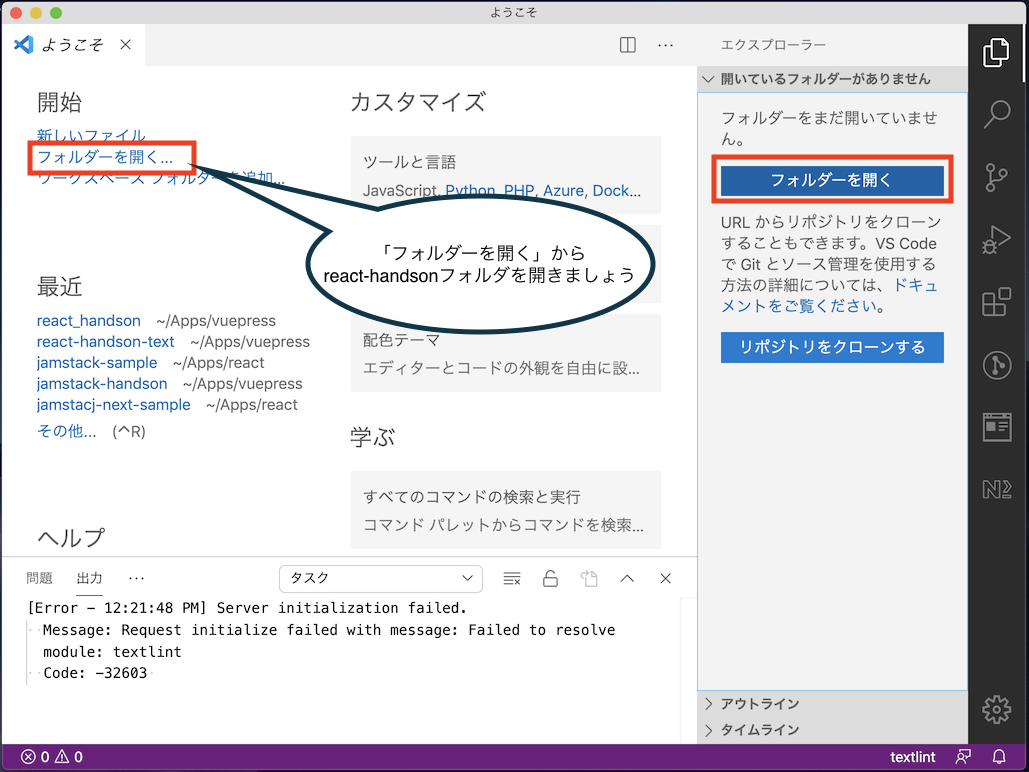 ようこそ
ようこそ
開始
新しいファイル
フォルダーを開く...
ワークスペース フォルダーを追加...
最近
react_handson ~/Apps/vuepress
react-handson-text ~/Apps/vuepress
jamstack-sample ~/Apps/react
jamstack-handson ~/Apps/vuepress
jamstacj-next-sample ~/Apps/react
その他... (^R)
ヘルプ
カスタマイズ
ツールと言語
JavaScript, Python, PHP, Azure, Dock...
「フォルダーを開く」から
react-handsonフォルダを開きましょう
配色テーマ
エディターとコードの外観を自由に設...
学ぶ
すべてのコマンドの検索と実行
コマンド パレットからコマンドを検索...
エクスプローラー
開いているフォルダーがありません
フォルダーをまだ開いていませ
ん。
フォルダーを開く
URL からリポジトリをクローン
することもできます。VS Code
で Git とソース管理を使用する
方法の詳細については、ドキュ
メントをご覧ください。
リポジトリをクローンする
アウトライン
タイムライン
問題 出力 ...
タスク
[Error - 12:21:48 PM] Server initialization failed.
Message: Request initialize failed with message: Failed to resolve
module: textlint
Code: -32603
0 0
textlint